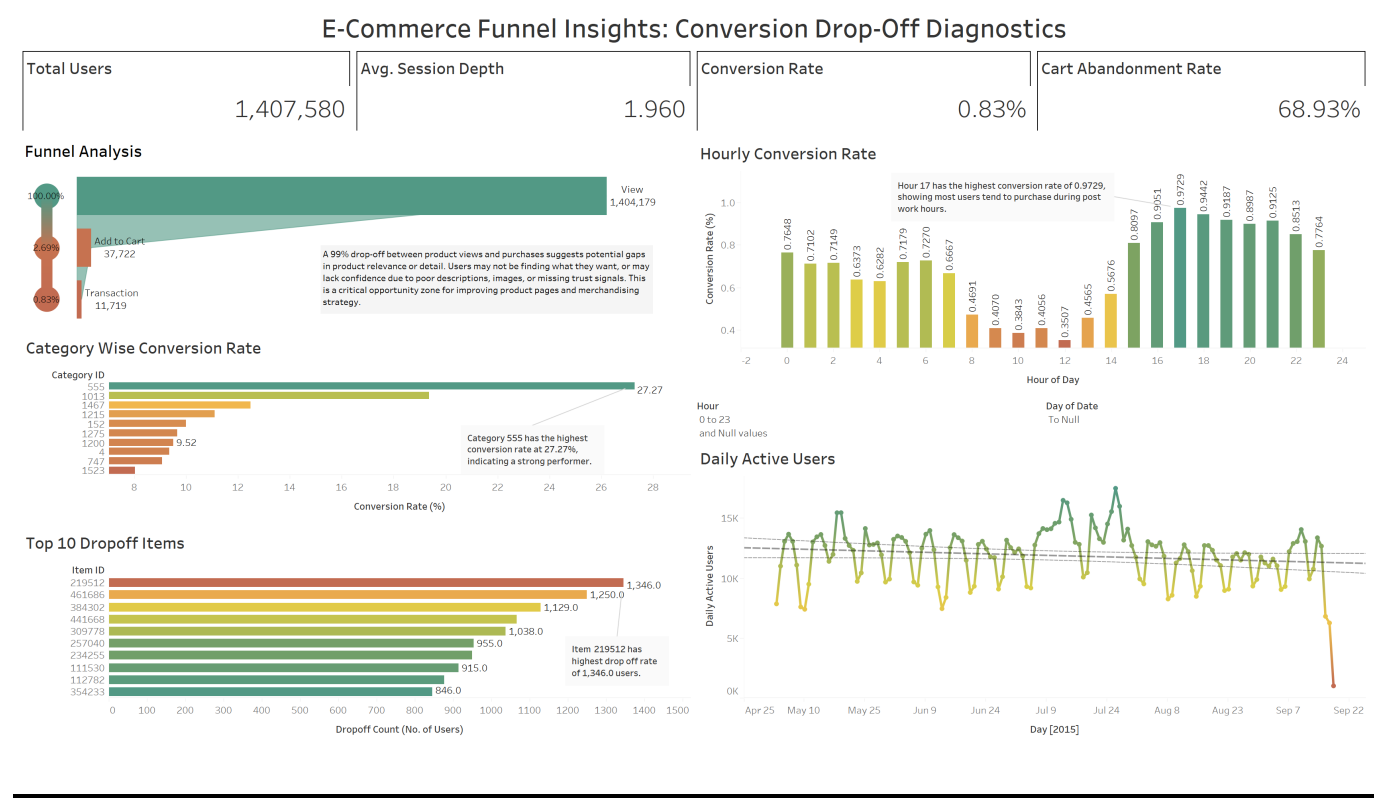 E-Commerce Funnel Insights: Conversion Drop-Off Diagnostics
Total Users
1,407,580
Avg. Session Depth
1.960
Conversion Rate
0.83%
Cart Abandonment Rate
68.93%
Funnel Analysis
100.00%
View
1,404,179
2.69%
Add to Cart
37,722
0.83%
Transaction
11,719
A 99% drop-off between product views and purchases suggests potential gaps
in product relevance or detail. Users may not be finding what they want, or may
lack confidence due to poor descriptions, images, or missing trust signals. This
is a critical opportunity zone for improving product pages and merchandising
strategy.
Hourly Conversion Rate
Hour 17 has the highest conversion rate of 0.9729,
showing most users tend to purchase during post
work hours.
Conversion Rate (%)
1.0
0.8
0.6
0.4
0.7648
0.7102
0.7149
0.6373
0.6282
0.7179
0.7270
0.6667
0.4691
0.4070
0.3843
0.4056
0.3507
0.4565
0.5676
0.8097
0.9051
0.9729
0.9442
0.9187
0.8987
0.9125
0.8513
0.7764
-2 0 2 4 6 8 10 12 14 16 18 20 22 24
Hour of Day
Category Wise Conversion Rate
Category ID
555
27.27
1013
1467
1215
152
1275
1200
9.52
4
747
1523
Category 555 has the highest
conversion rate at 27.27%,
indicating a strong performer.
8 10 12 14 16 18 20 22 24 26 28
Conversion Rate (%)
Hour
0 to 23
and Null values
Day of Date
To Null
Top 10 Dropoff Items
Item ID
219512
1,346.0
461686
1,250.0
384302
1,129.0
441668
309778
1,038.0
257040
955.0
234255
111530
915.0
112782
354233
846.0
Item 219512 has
highest drop off rate
of 1,346.0 users.
0 100 200 300 400 500 600 700 800 900 1000 1100 1200 1300 1400 1500
Dropoff Count (No. of Users)
Daily Active Users
Daily Active Users
15K
10K
5K
0K
Apr 25 May 10 May 25 Jun 9 Jun 24 Jul 9 Jul 24 Aug 8 Aug 23 Sep 7 Sep 22
Day [2015]